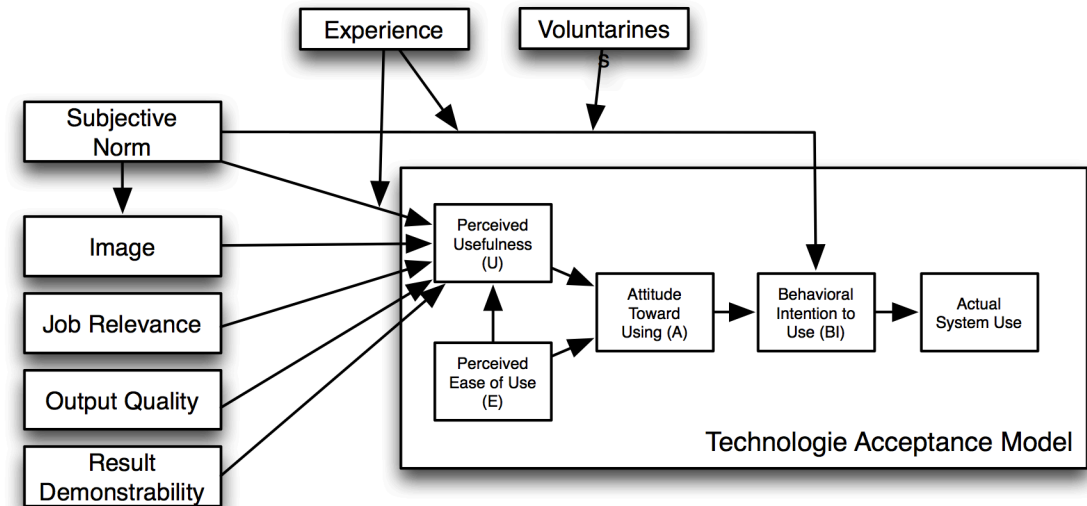 Experience
Voluntarines
s
Subjective
Norm
Image
Job Relevance
Output Quality
Result
Demonstrability
Perceived
Usefulness
(U)
Perceived
Ease of Use
(E)
Attitude
Toward
Using (A)
Behavioral
Intention to
Use (BI)
Actual
System Use
Technologie Acceptance Model